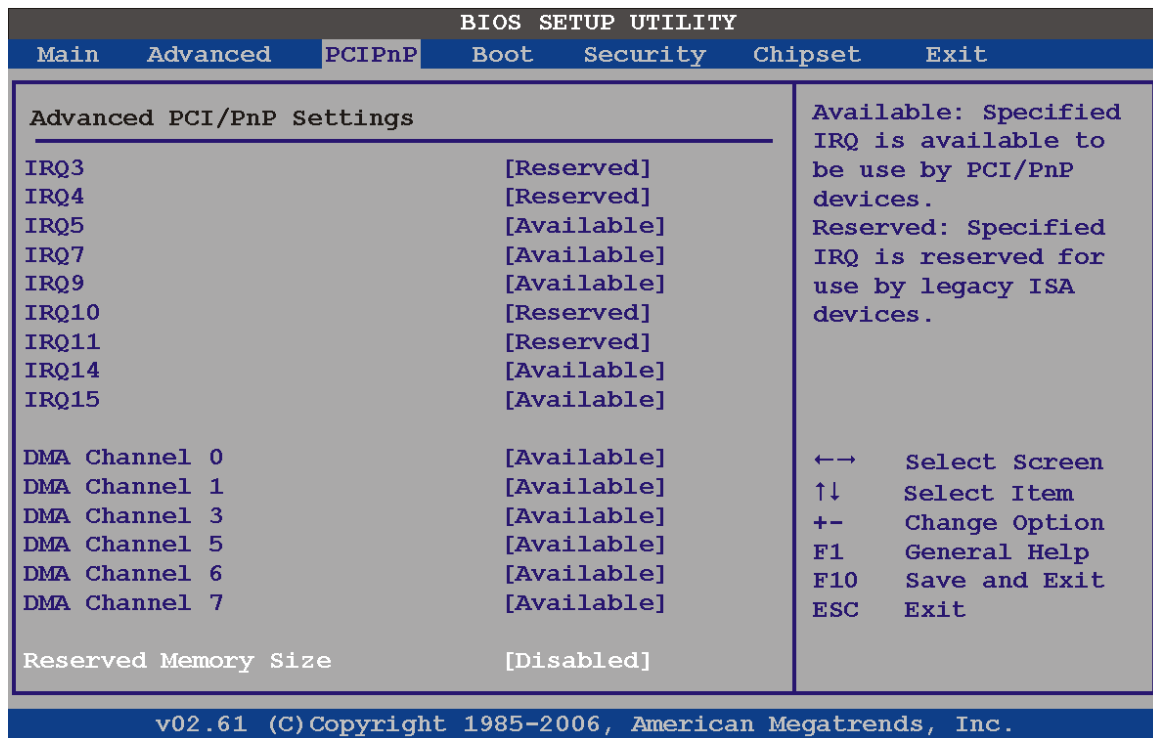 BIOS SETUP UTILITY
Main Advanced PCIPnP Boot Security Chipset Exit
Advanced PCI/PnP Settings
IRQ3 [Reserved]
IRQ4 [Reserved]
IRQ5 [Available]
IRQ7 [Available]
IRQ9 [Available]
IRQ10 [Reserved]
IRQ11 [Reserved]
IRQ14 [Available]
IRQ15 [Available]
DMA Channel 0 [Available]
DMA Channel 1 [Available]
DMA Channel 3 [Available]
DMA Channel 5 [Available]
DMA Channel 6 [Available]
DMA Channel 7 [Available]
Reserved Memory Size [Disabled]
Available: Specified
IRQ is available to
be use by PCI/PnP
devices.
Reserved: Specified
IRQ is reserved for
use by legacy ISA
devices.
←→ Select Screen
↑↓ Select Item
+- Change Option
F1 General Help
F10 Save and Exit
ESC Exit
v02.61 (C)Copyright 1985-2006, American Megatrends, Inc.